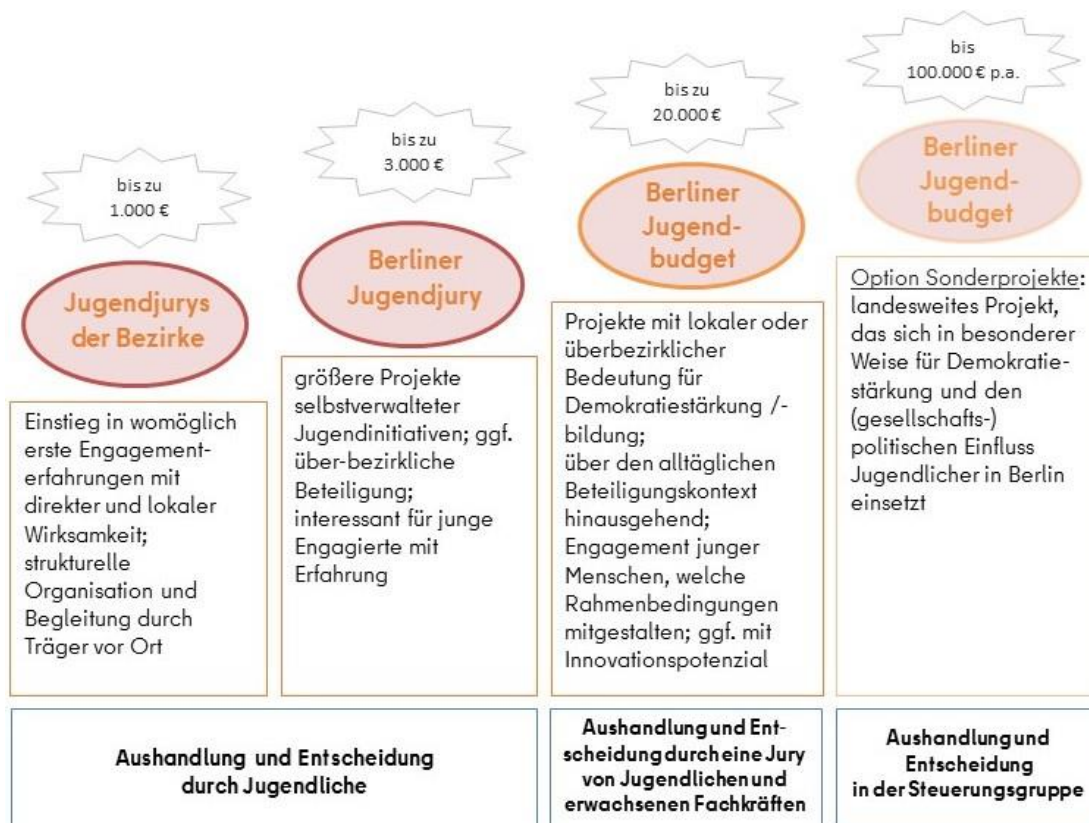 bis zu
1.000 €
Jugendjurys
der Bezirke
Einstieg in womöglich
erste Engagement-
erfahrungen mit
direkter und lokaler
Wirksamkeit;
strukturelle
Organisation und
Begleitung durch
Träger vor Ort
bis zu
3.000 €
Berliner
Jugendjury
größere Projekte
selbstverwalteter
Jugendinitiativen; ggf.
über-bezirkliche
Beteiligung;
interessant für junge
Engagierte mit
Erfahrung
Aushandlung und Entscheidung
durch Jugendliche
bis zu
20.000 €
Berliner
Jugend-
budget
Projekte mit lokaler oder
überbezirklicher
Bedeutung für
Demokratiestärkung /-
bildung;
über den alltäglichen
Beteiligungskontext
hinausgehend;
Engagement junger
Menschen, welche
Rahmenbedingungen
mitgestalten; ggf. mit
Innovationspotenzial
Aushandlung und Ent-
scheidung durch eine Jury
von Jugendlichen und
erwachsenen Fachkräften
bis
100.000 € p.a.
Berliner
Jugend-
budget
Option Sonderprojekte:
landesweites Projekt,
das sich in besonderer
Weise für Demokratie-
stärkung und den
(gesellschafts-)
politischen Einfluss
Jugendlicher in Berlin
einsetzt
Aushandlung und
Entscheidung
in der Steuerungsgruppe